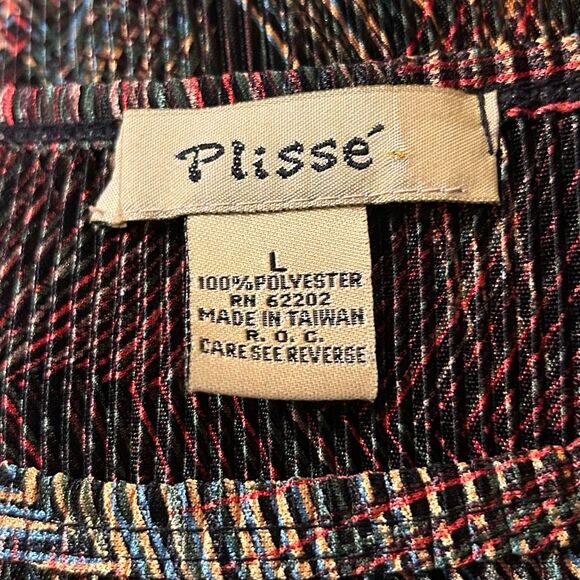 Plissé
L
100% POLYESTER
RN 62202
MADE IN TAIWAN
R. O. C.
CARE SEE REVERSE